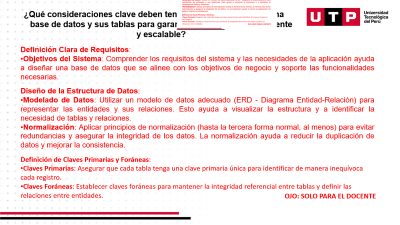 ¿Qué consideraciones clave deben ten
base de datos y sus tablas para garan
y escalable?
UTP
Universidad
Tecnológica
del Perú
Definición Clara de Requisitos:
•Objetivos del Sistema: Comprender los requisitos del sistema y las necesidades de la aplicación ayuda
a diseñar una base de datos que se alinee con los objetivos de negocio y soporte las funcionalidades
necesarias.
Diseño de la Estructura de Datos:
•Modelado de Datos: Utilizar un modelo de datos adecuado (ERD - Diagrama Entidad-Relación) para
representar las entidades y sus relaciones. Esto ayuda a visualizar la estructura y a identificar la
necesidad de tablas y relaciones.
•Normalización: Aplicar principios de normalización (hasta la tercera forma normal, al menos) para evitar
redundancias y asegurar la integridad de los datos. La normalización ayuda a reducir la duplicación de
datos y mejorar la consistencia.
Definición de Claves Primarias y Foráneas:
•Claves Primarias: Asegurar que cada tabla tenga una clave primaria única para identificar de manera inequívoca
cada registro.
•Claves Foráneas: Establecer claves foráneas para mantener la integridad referencial entre tablas y definir las
relaciones entre entidades.
OJO: SOLO PARA EL DOCENTE